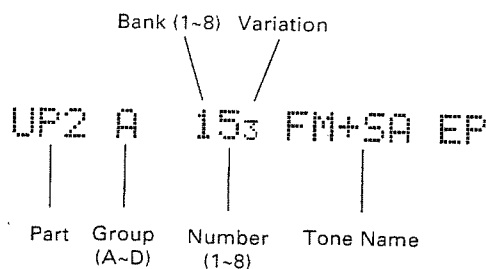 Bank (1~8) Variation
UP2 A 15₃ FM+SA EP
Part Group Number Tone Name
(A~D) (1~8)